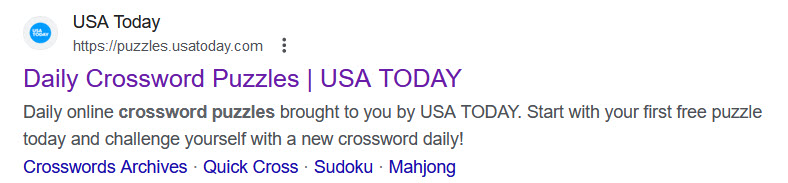 USA TODAY
USA Today
https://puzzles.usatoday.com
Daily Crossword Puzzles | USA TODAY
Daily online crossword puzzles brought to you by USA TODAY. Start with your first free puzzle
today and challenge yourself with a new crossword daily!
Crosswords Archives · Quick Cross · Sudoku · Mahjong